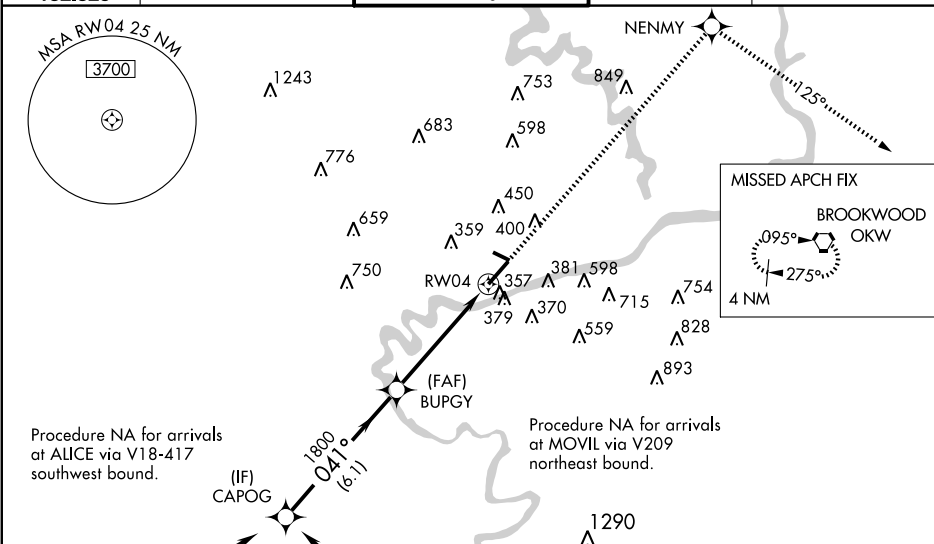 MSA RW04 25 NM
3700
NENMY
125°
1243
753
849
683
598
776
450
400
659
359
750
RW04
357
381
598
379
370
715
754
559
828
893
MISSED APCH FIX
BROOKWOOD
OKW
095°
275°
4 NM
(FAF)
BUPGY
1800
041°
(6.1)
(IF)
CAPOG
Procedure NA for arrivals
at ALICE via V18-417
southwest bound.
Procedure NA for arrivals
at MOVIL via V209
northeast bound.
1290